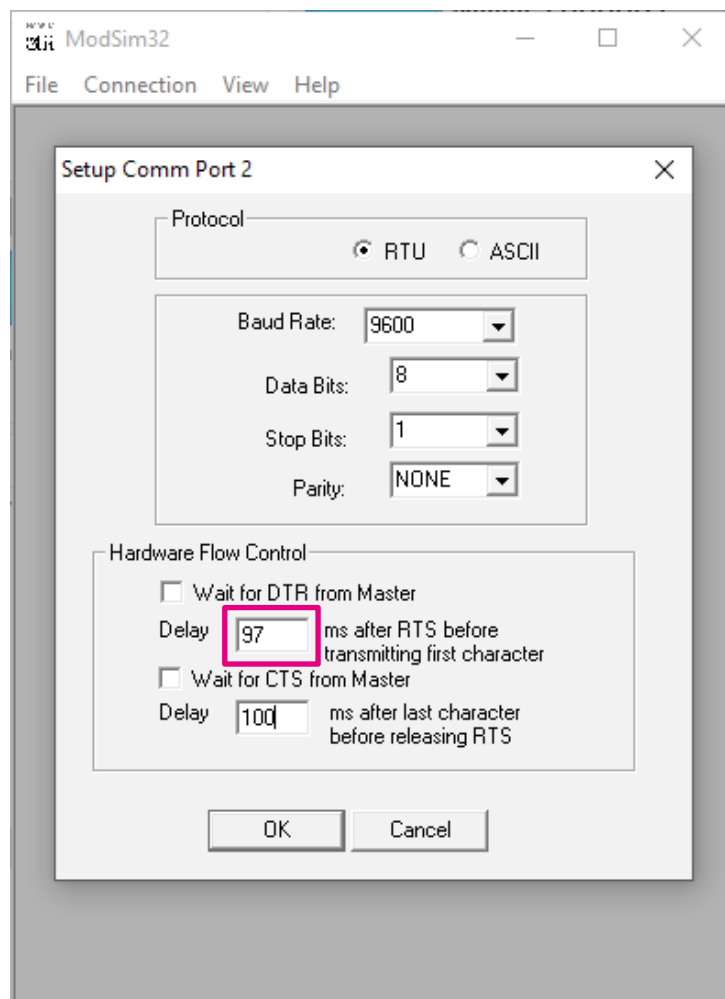 ModSim32
File Connection View Help
Setup Comm Port 2
Protocol
RTU ASCII
Baud Rate: 9600
Data Bits: 8
Stop Bits: 1
Parity: NONE
Hardware Flow Control
Wait for DTR from Master
Delay 97 ms after RTS before
transmitting first character
Wait for CTS from Master
Delay 100 ms after last character
before releasing RTS
OK Cancel